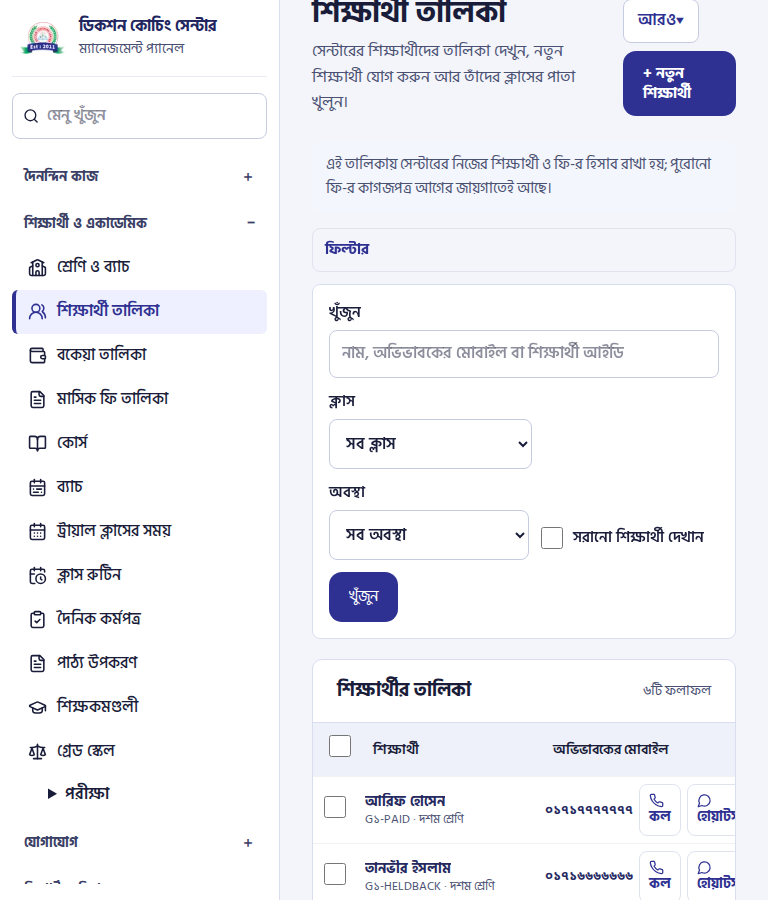 ডিকশন কোচিং সেন্টার
ম্যানেজমেন্ট প্যানেল
Est : 2011
মেনু খুঁজুন
দৈনন্দিন কাজ +
শিক্ষার্থী ও একাডেমিক −
শ্রেণি ও ব্যাচ
শিক্ষার্থী তালিকা
বকেয়া তালিকা
মাসিক ফি তালিকা
কোর্স
ব্যাচ
ট্রায়াল ক্লাসের সময়
ক্লাস রুটিন
দৈনিক কর্মপত্র
পাঠ্য উপকরণ
শিক্ষকমণ্ডলী
গ্রেড স্কেল
▶ পরীক্ষা
যোগাযোগ +
শিক্ষার্থী তালিকা
সেন্টারের শিক্ষার্থীদের তালিকা দেখুন, নতুন
শিক্ষার্থী যোগ করুন আর তাঁদের ক্লাসের পাতা
খুলুন।
আরও▾
+ নতুন
শিক্ষার্থী
এই তালিকায় সেন্টারের নিজের শিক্ষার্থী ও ফি-র হিসাব রাখা হয়; পুরোনো
ফি-র কাগজপত্র আগের জায়গাতেই আছে।
ফিল্টার
খুঁজুন
নাম, অভিভাবকের মোবাইল বা শিক্ষার্থী আইডি
ক্লাস
সব ক্লাস
অবস্থা
সব অবস্থা
সরানো শিক্ষার্থী দেখান
খুঁজুন
শিক্ষার্থীর তালিকা
৬টি ফলাফল
শিক্ষার্থী অভিভাবকের মোবাইল
আরিফ হোসেন
G১-PAID · দশম শ্রেণি
০১৭১৭৭৭৭৭৭৭
কল
হোয়াটস
তানভীর ইসলাম
G১-HELDBACK · দশম শ্রেণি
০১৭১৬৬৬৬৬৬৬
কল
হোয়াটস